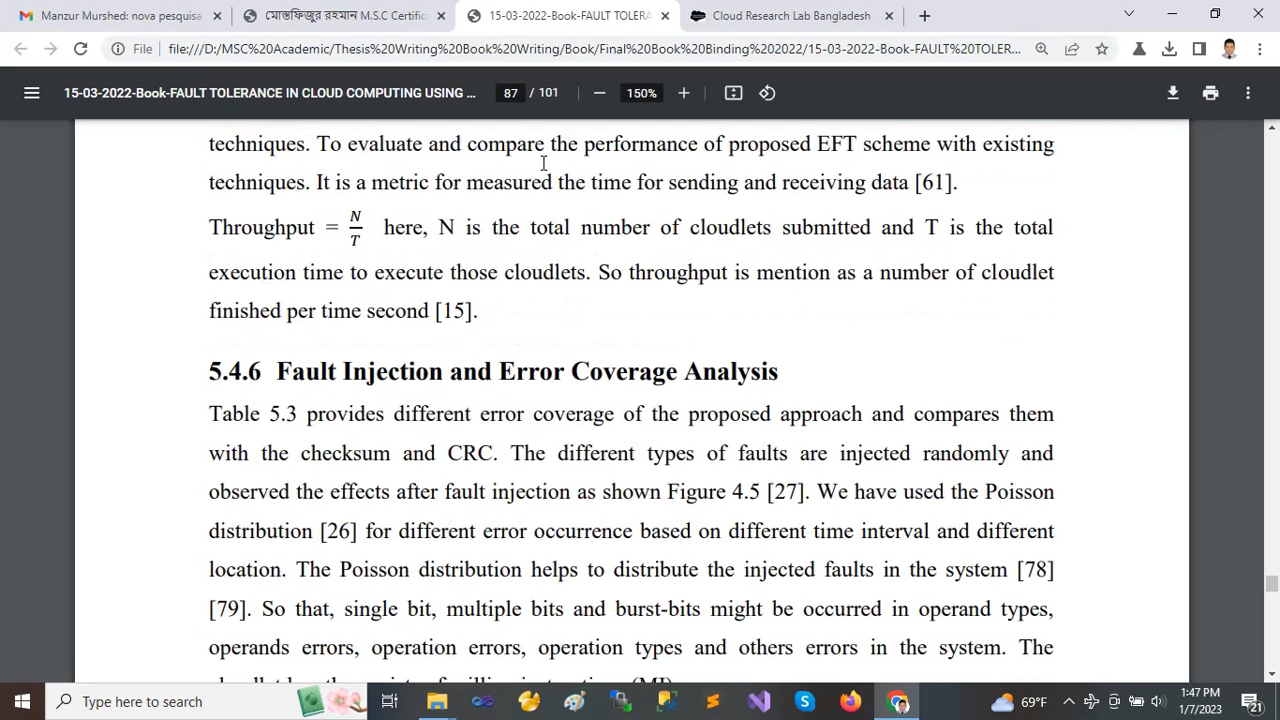 Manzur Murshed: nova pesquisa
মোস্তফিজুর রহমান M.S.C Certific
15-03-2022-Book-FAULT TOLERA
Cloud Research Lab Bangladesh
File
file:///D:/MSC%20Academic/Thesis%20Writing%20Book%20Writing/Book/Final%20Book%20Binding%202022/15-03-2022-Book-FAULT%20TOLER...
15-03-2022-Book-FAULT TOLERANCE IN CLOUD COMPUTING USING ...
87 / 101
150%
techniques. To evaluate and compare the performance of proposed EFT scheme with existing
techniques. It is a metric for measured the time for sending and receiving data [61].
Throughput = N/T here, N is the total number of cloudlets submitted and T is the total
execution time to execute those cloudlets. So throughput is mention as a number of cloudlet
finished per time second [15].
5.4.6 Fault Injection and Error Coverage Analysis
Table 5.3 provides different error coverage of the proposed approach and compares them
with the checksum and CRC. The different types of faults are injected randomly and
observed the effects after fault injection as shown Figure 4.5 [27]. We have used the Poisson
distribution [26] for different error occurrence based on different time interval and different
location. The Poisson distribution helps to distribute the injected faults in the system [78]
[79]. So that, single bit, multiple bits and burst-bits might be occurred in operand types,
operands errors, operation errors, operation types and others errors in the system. The
Type here to search
69°F
1:47 PM
1/7/2023
21